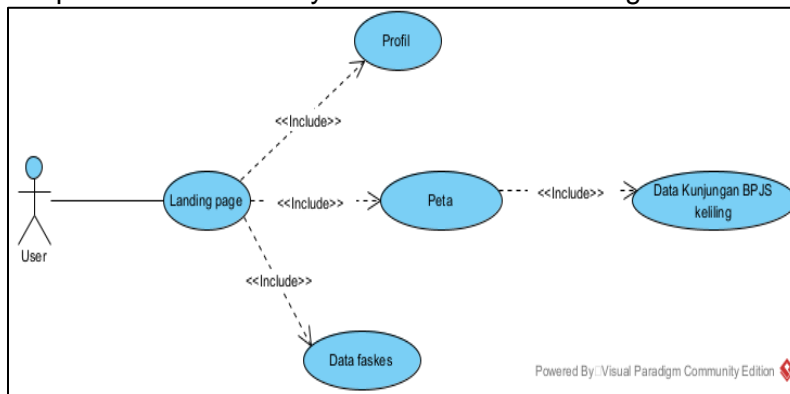 Profil
<<Include>>
User
Landing page
<<Include>>
Peta
<<Include>>
Data Kunjungan BPJS
keliling
<<Include>>
Data faskes
Powered By Visual Paradigm Community Edition